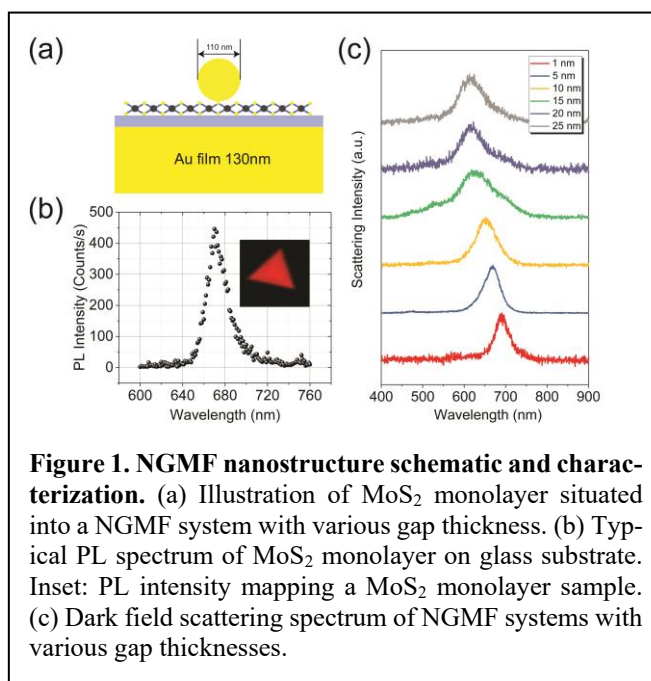 (a)
110 nm
Au film 130nm
(b)
PL Intensity (Counts/s)
500
400
300
200
100
0
600 640 680 720 760
Wavelength (nm)
(c)
1 nm
5 nm
10 nm
15 nm
20 nm
25 nm
Scattering Intensity (a.u.)
400 500 600 700 800 900
Wavelength (nm)
Figure 1. NGMF nanostructure schematic and charac-
terization. (a) Illustration of MoS₂ monolayer situated
into a NGMF system with various gap thickness. (b) Typ-
ical PL spectrum of MoS₂ monolayer on glass substrate.
Inset: PL intensity mapping a MoS₂ monolayer sample.
(c) Dark field scattering spectrum of NGMF systems with
various gap thicknesses.